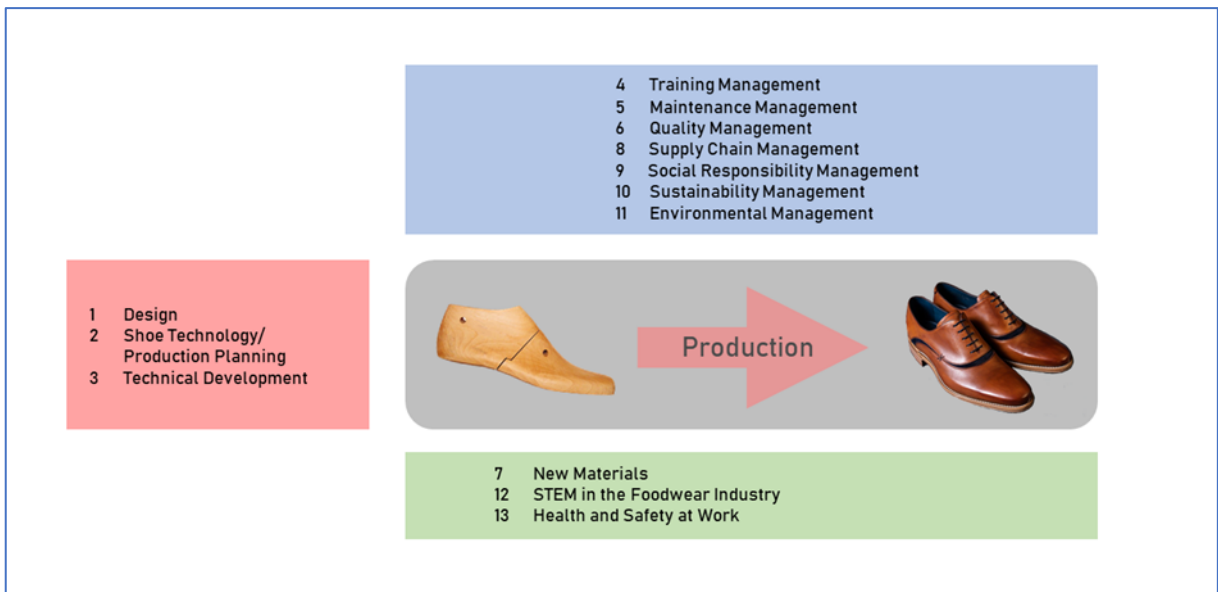 4 Training Management
5 Maintenance Management
6 Quality Management
8 Supply Chain Management
9 Social Responsibility Management
10 Sustainability Management
11 Environmental Management
1 Design
2 Shoe Technology/
Production Planning
3 Technical Development
Production
7 New Materials
12 STEM in the Foodwear Industry
13 Health and Safety at Work